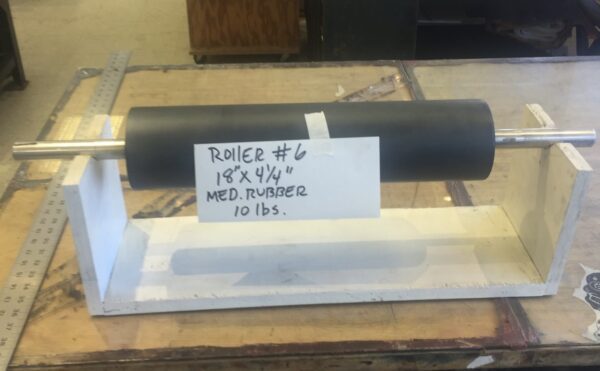 ROllER #6
18" X 4 1/4"
MED. RUBBER
10 lbs.